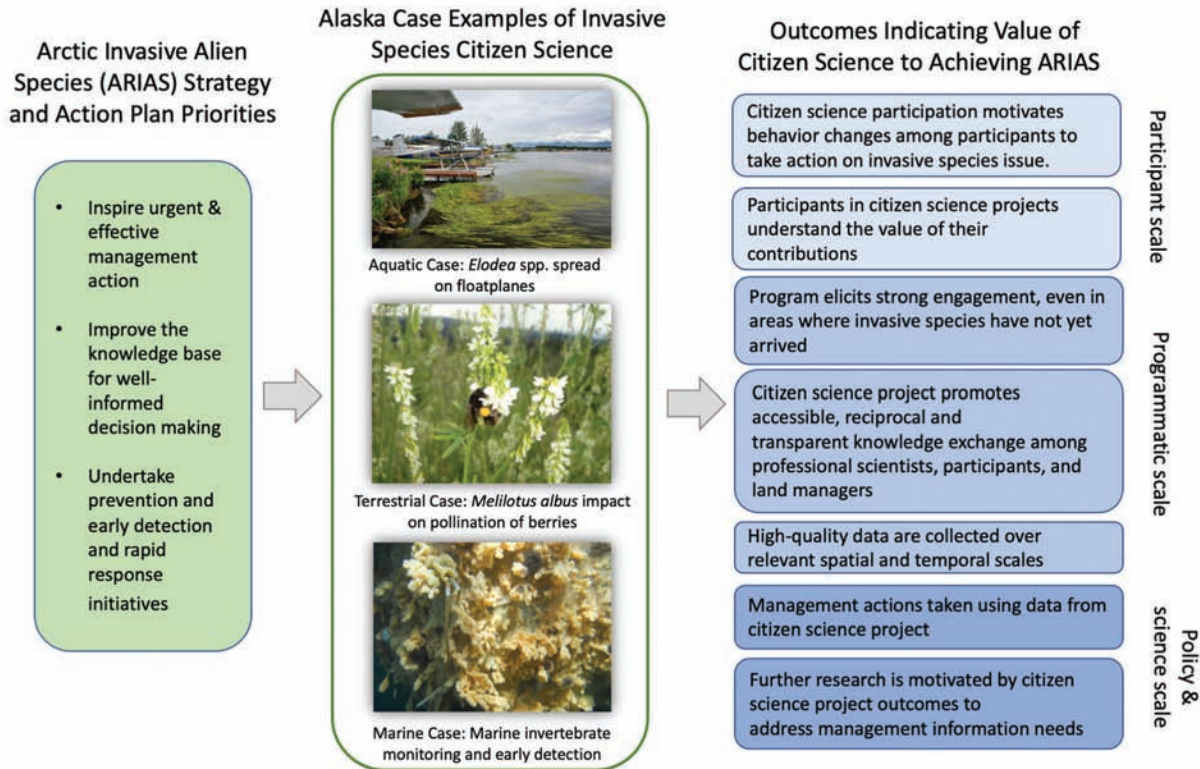 Arctic Invasive Alien
Species (ARIAS) Strategy
and Action Plan Priorities
• Inspire urgent &
effective
management
action
• Improve the
knowledge base
for well-
informed
decision making
• Undertake
prevention and
early detection
and rapid
response
initiatives
Alaska Case Examples of Invasive
Species Citizen Science
Aquatic Case: Elodea spp. spread
on floatplanes
Terrestrial Case: Melilotus albus impact
on pollination of berries
Marine Case: Marine invertebrate
monitoring and early detection
Outcomes Indicating Value of
Citizen Science to Achieving ARIAS
Citizen science participation motivates
behavior changes among participants to
take action on invasive species issue.
Participants in citizen science projects
understand the value of their
contributions
Participant scale
Program elicits strong engagement, even in
areas where invasive species have not yet
arrived
Citizen science project promotes
accessible, reciprocal and
transparent knowledge exchange among
professional scientists, participants, and
land managers
High-quality data are collected over
relevant spatial and temporal scales
Programmatic scale
Management actions taken using data from
citizen science project
Further research is motivated by citizen
science project outcomes to
address management information needs
Policy &
science scale